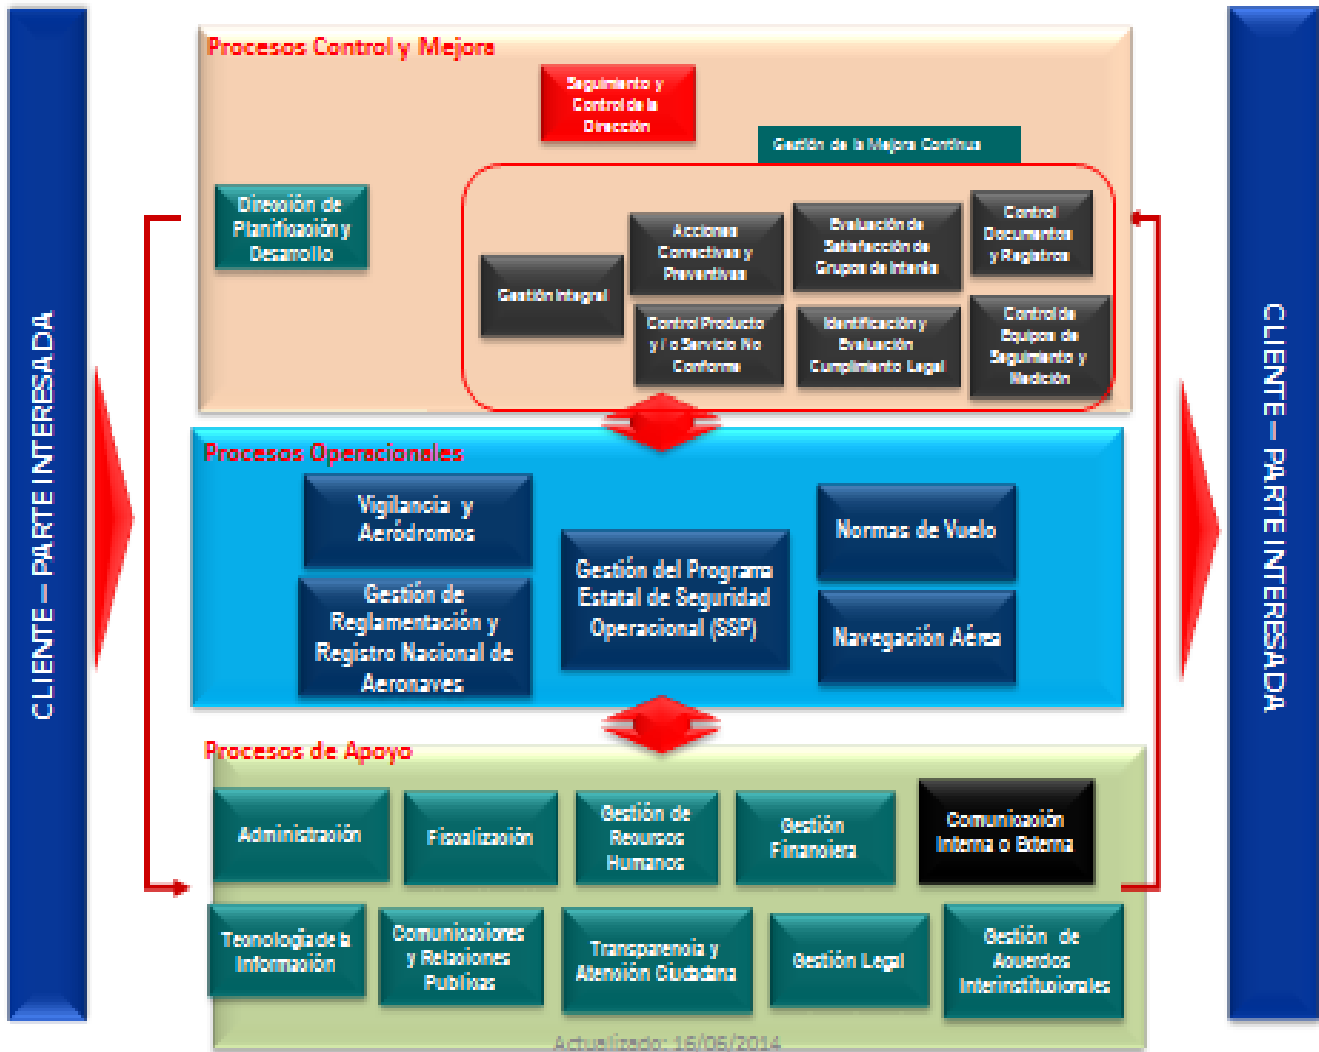 CLIENTE – PARTE INTERESADA
Procesos Control y Mejora
Seguimiento y
Control de la
Dirección
Gestión de la Mejora Continua
Dirección de
Planificación y
Desarrollo
Gestión Integral
Acciones
Correctivas y
Preventivas
Evaluación de
Satisfacción de
Grupos de Interés
Control
Documentos
y Registros
Control Producto
y / o Servicio No
Conforme
Identificación y
Evaluación
Cumplimiento Legal
Control de
Equipos de
Seguimiento y
Medición
Procesos Operacionales
Vigilancia y
Aeródromos
Gestión de
Reglamentación y
Registro Nacional de
Aeronaves
Gestión del Programa
Estatal de Seguridad
Operacional (SSP)
Normas de Vuelo
Navegación Aérea
Procesos de Apoyo
Administración
Fiscalización
Gestión de
Recursos
Humanos
Gestión
Financiera
Comunicación
Interna o Externa
Tecnología de la
Información
Comunicaciones
y Relaciones
Publicas
Transparencia y
Atención Ciudadana
Gestión Legal
Gestión de
Acuerdos
Interinstitucionales
Actualizado: 16/06/2014
CLIENTE – PARTE INTERESADA